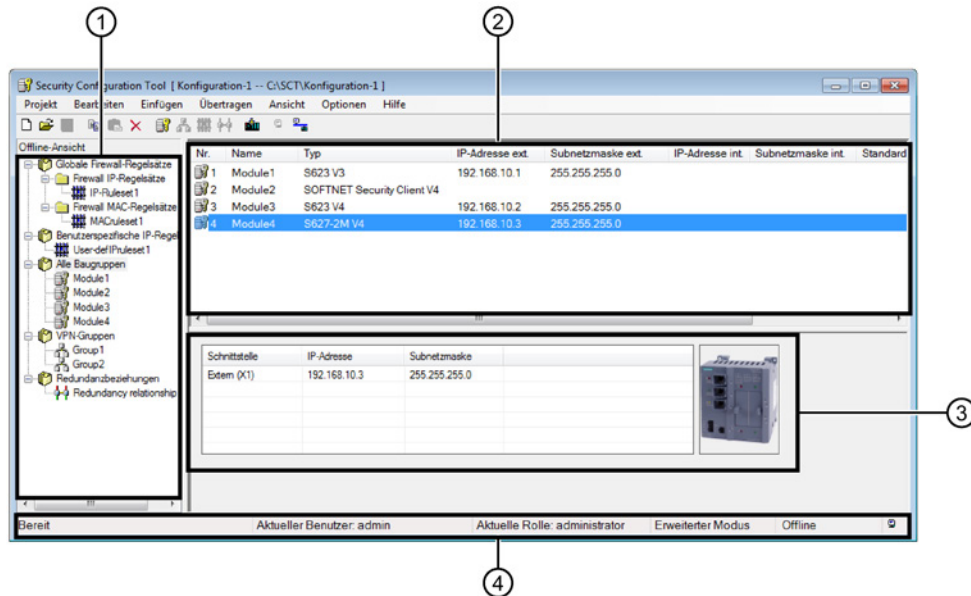 1
2
Security Configuration Tool [ Konfiguration-1 -- C:\SCT\Konfiguration-1 ]
Projekt Bearbeiten Einfügen Übertragen Ansicht Optionen Hilfe
Offline-Ansicht
Globale Firewall-Regelsätze
Firewall IP-Regelsätze
IP-Ruleset1
Firewall MAC-Regelsätze
MACruleset1
Benutzerspezifische IP-Regel
User-defIPruleset1
Alle Baugruppen
Module1
Module2
Module3
Module4
VPN-Gruppen
Group1
Group2
Redundanzbeziehungen
Redundancy relationship
Nr. Name Typ IP-Adresse ext. Subnetzmaske ext. IP-Adresse int. Subnetzmaske int. Standard
1 Module1 S623 V3 192.168.10.1 255.255.255.0
2 Module2 SOFTNET Security Client V4
3 Module3 S623 V4 192.168.10.2 255.255.255.0
4 Module4 S627-2M V4 192.168.10.3 255.255.255.0
Schnittstelle IP-Adresse Subnetzmaske
Extern (X1) 192.168.10.3 255.255.255.0
3
Bereit Aktueller Benutzer: admin Aktuelle Rolle: administrator Erweiterter Modus Offline
4